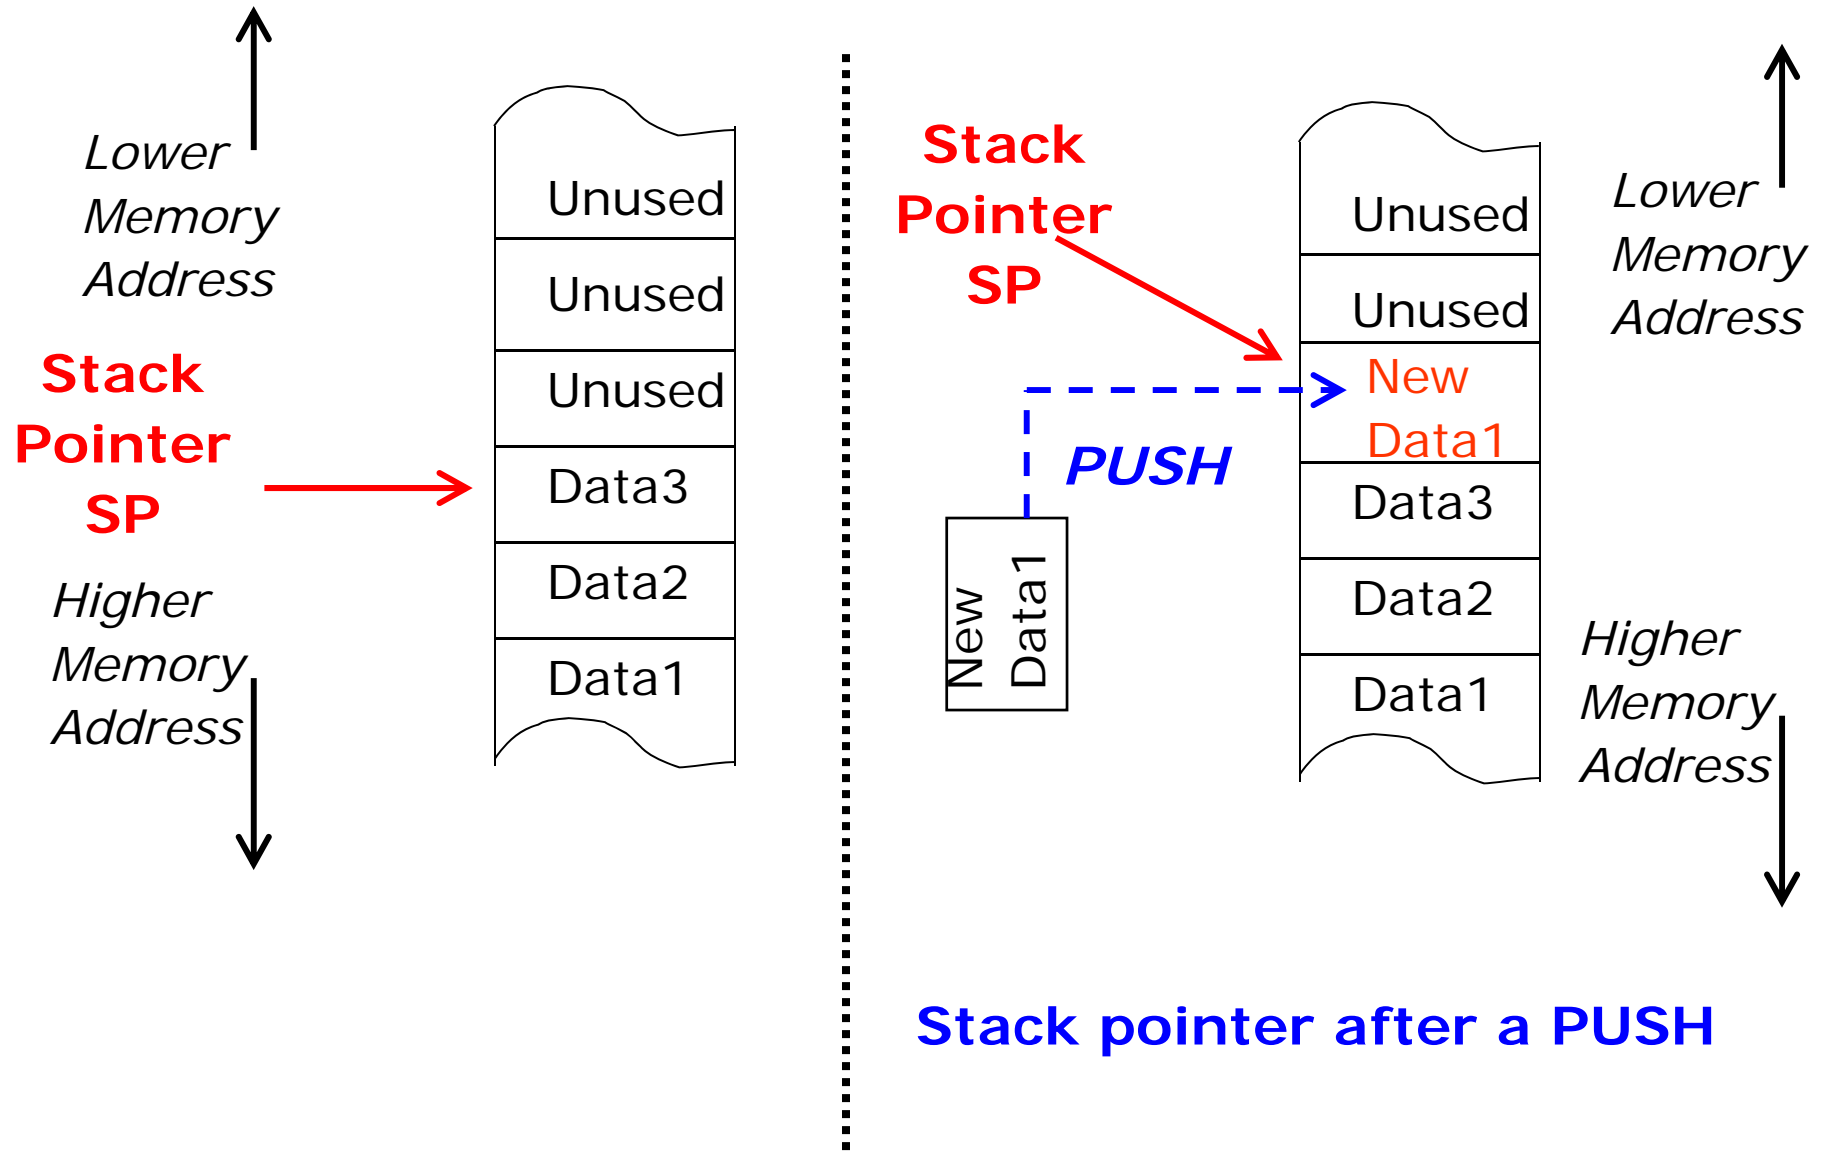 Lower
Memory
Address
Stack
Pointer
SP
Higher
Memory
Address
Unused
Unused
Unused
Data3
Data2
Data1
Stack
Pointer
SP
PUSH
New
Data1
Unused
Unused
New
Data1
Data3
Data2
Data1
Lower
Memory
Address
Higher
Memory
Address
Stack pointer after a PUSH